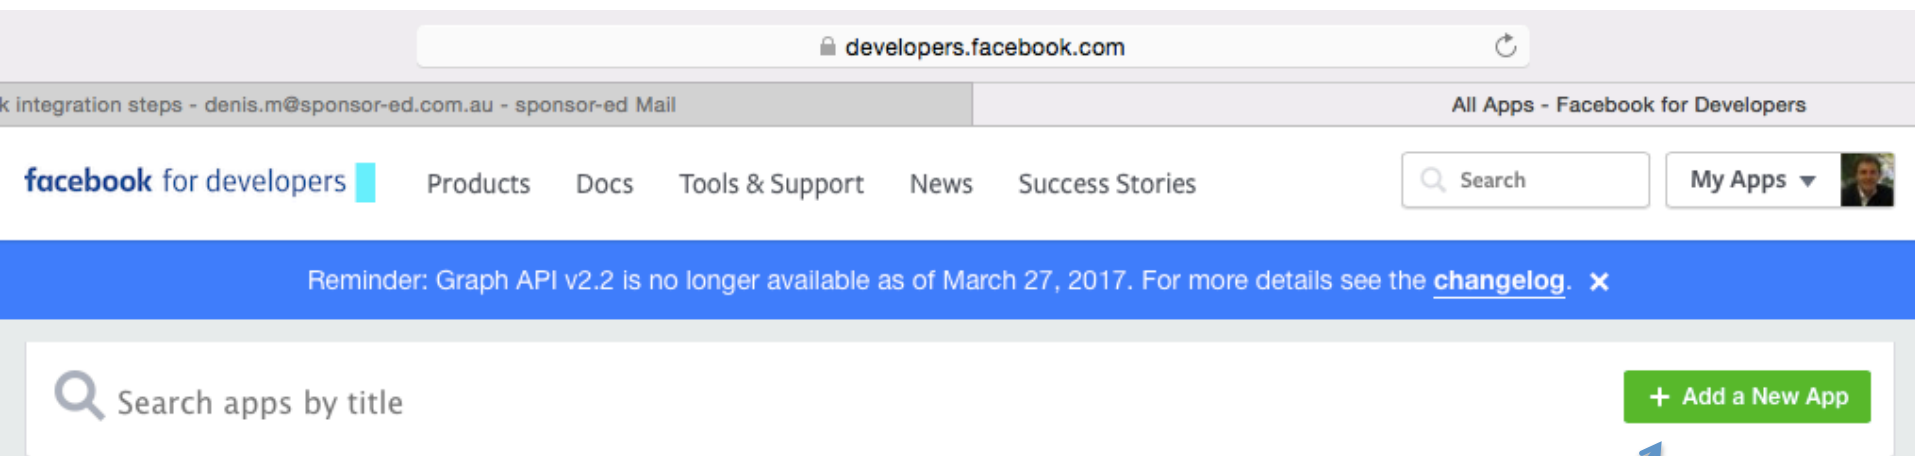 developers.facebook.com
k integration steps - denis.m@sponsor-ed.com.au - sponsor-ed Mail
All Apps - Facebook for Developers
facebook for developers Products Docs Tools & Support News Success Stories Search My Apps
Reminder: Graph API v2.2 is no longer available as of March 27, 2017. For more details see the changelog.
Search apps by title
+ Add a New App